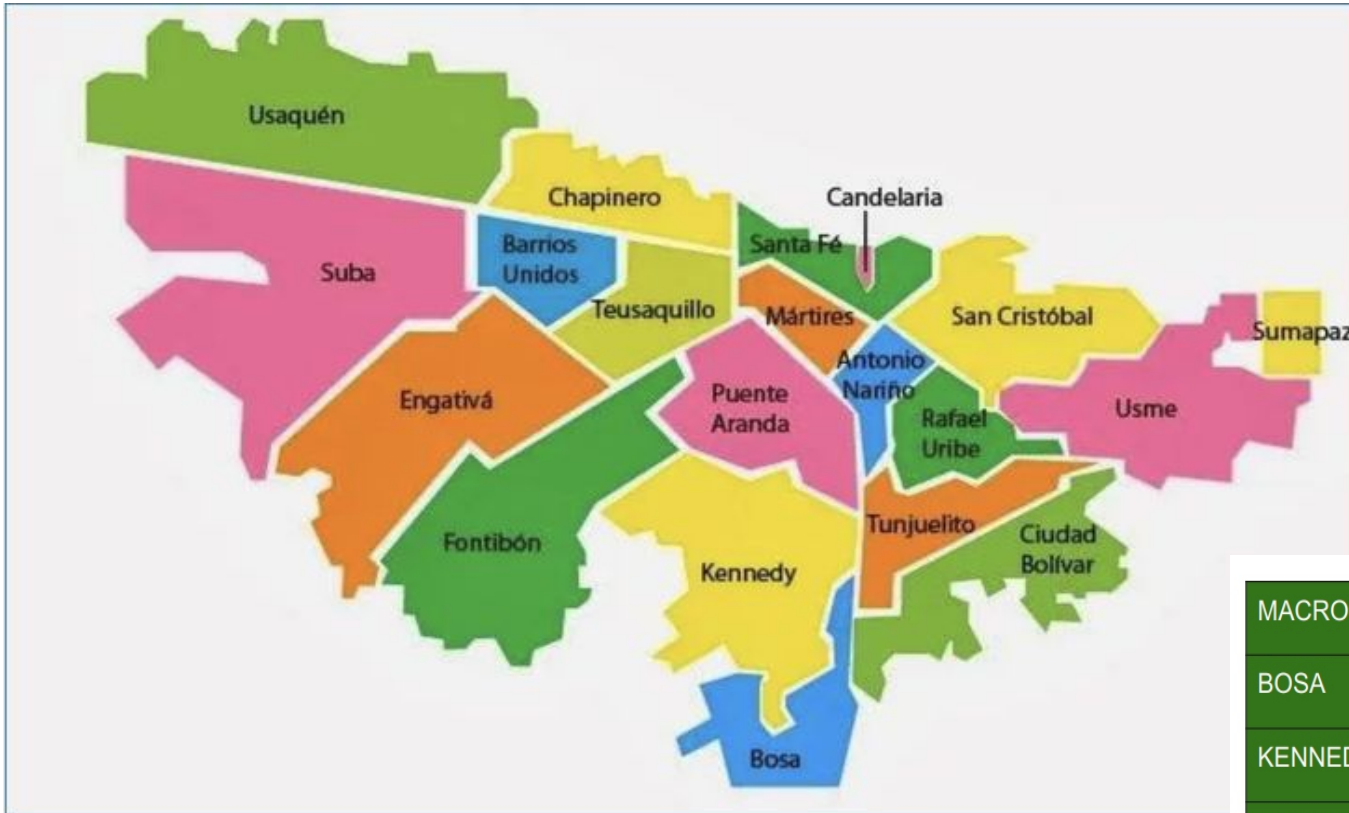 Usaquén
Chapinero
Candelaria
Santa Fé
Barrios
Unidos
Suba
Teusaquillo
Mártires
San Cristóbal
Sumapaz
Antonio
Nariño
Engativá
Puente
Aranda
Usme
Rafael
Uribe
Fontibón
Tunjuelito
Ciudad
Bolívar
Kennedy
Bosa
MACRO
BOSA
KENNED